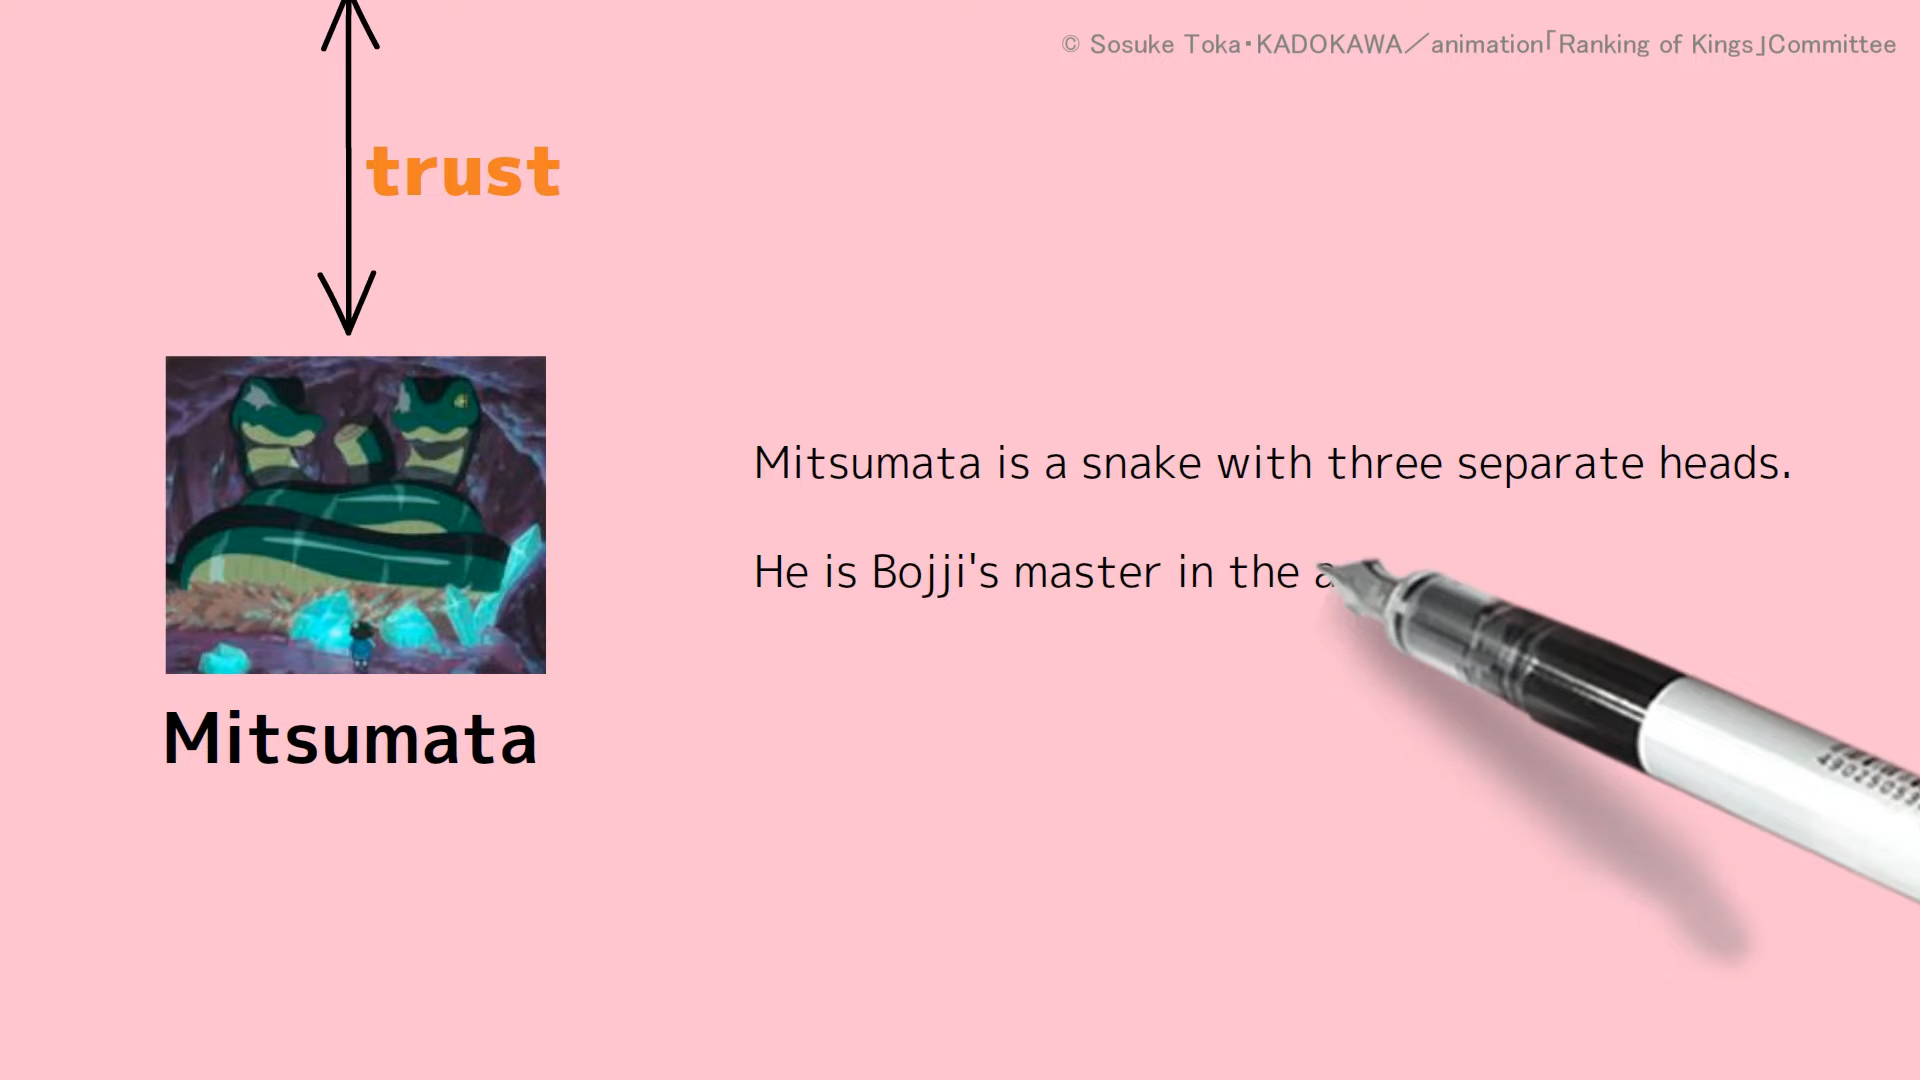 © Sosuke Toka・KADOKAWA／animation「Ranking of Kings」Committee
trust
Mitsumata is a snake with three separate heads.
He is Bojji's master in the a
Mitsumata